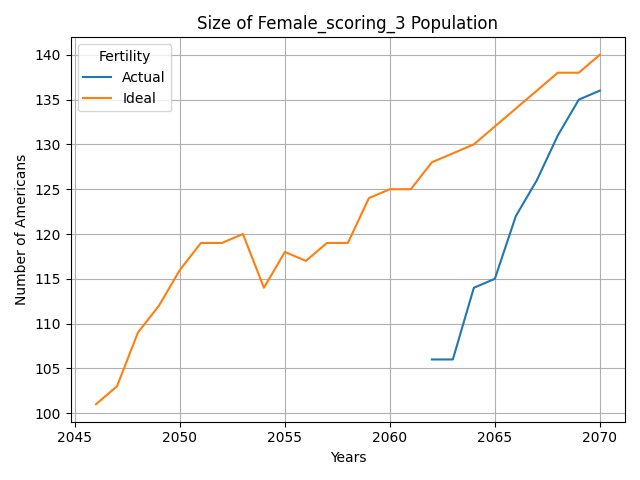 Size of Female_scoring_3 Population
Fertility
Actual
Ideal
Number of Americans
140
135
130
125
120
115
110
105
100
2045 2050 2055 2060 2065 2070
Years